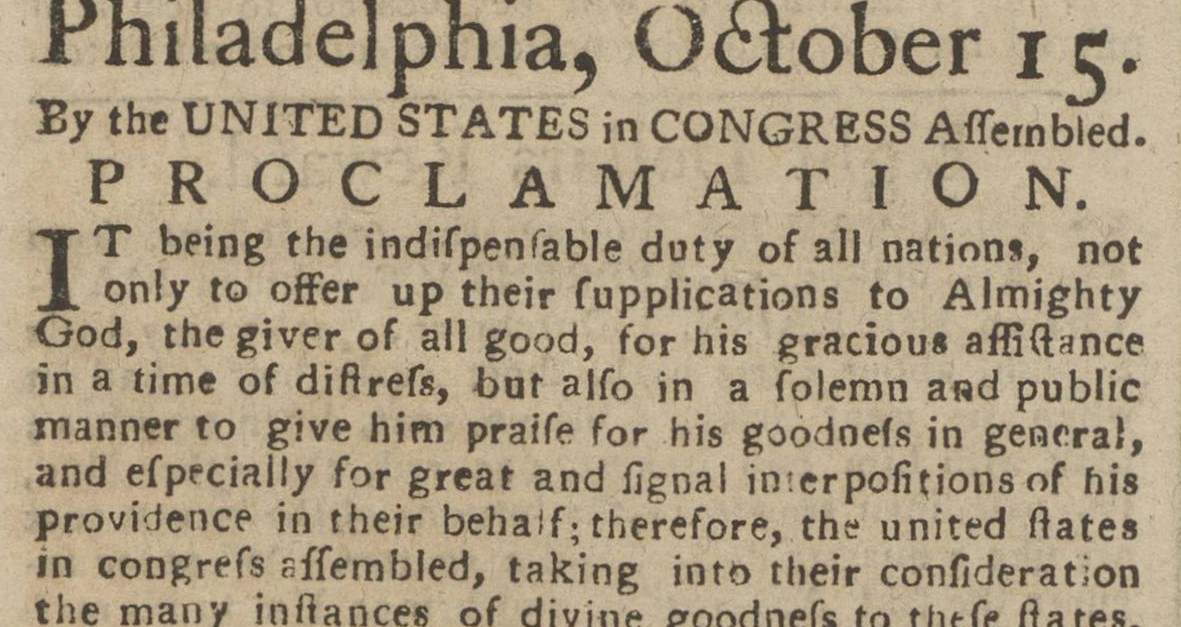 Philadelphia, October 15.
By the UNITED STATES in CONGRESS Aſſembled.
PROCLAMATION.
IT being the indiſpenſable duty of all nations, not
only to offer up their ſupplications to Almighty
God, the giver of all good, for his gracious aſſiſtance
in a time of diſtreſs, but alſo in a ſolemn and public
manner to give him praiſe for his goodneſs in general,
and eſpecially for great and ſignal interpoſitions of his
providence in their behalf; therefore, the united ſtates
in congreſs aſſembled, taking into their conſideration
the many inſtances of divine goodneſs to theſe ſtates,